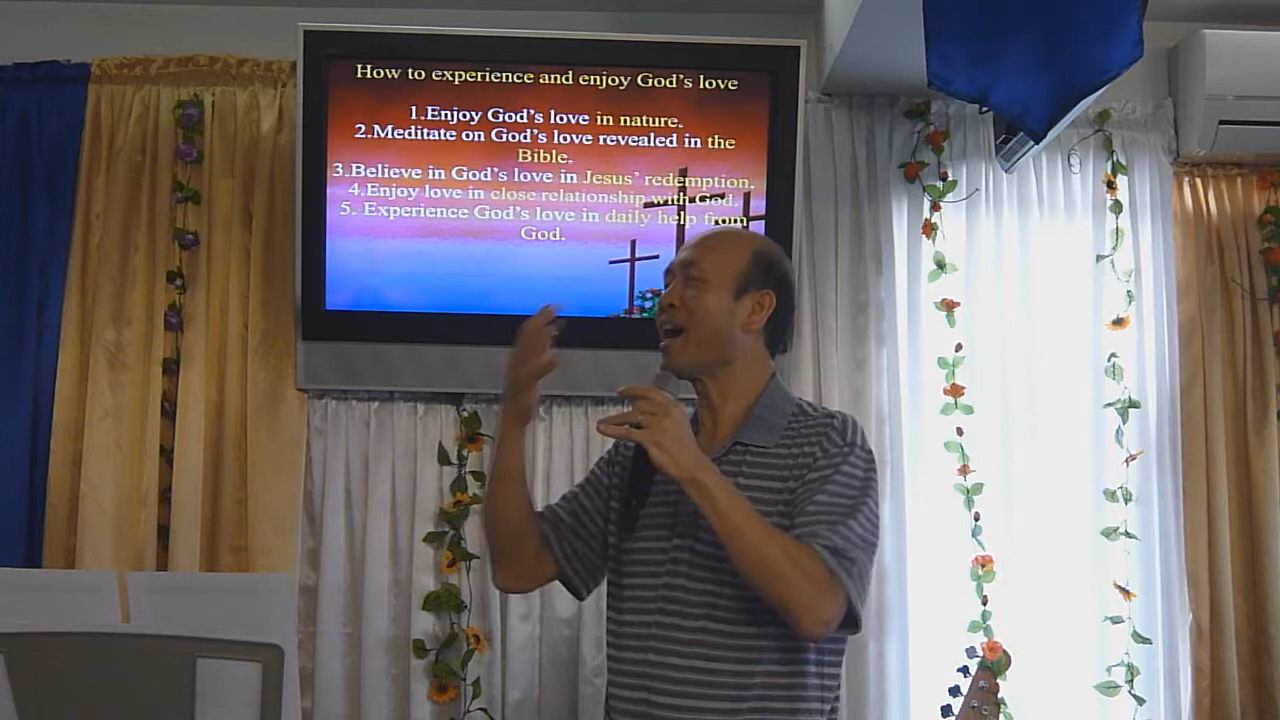 How to experience and enjoy God's love
1.Enjoy God's love in nature.
2.Meditate on God's love revealed in the
Bible.
3.Believe in God's love in Jesus' redemption.
4.Enjoy love in close relationship with God.
5. Experience God's love in daily help from
God.